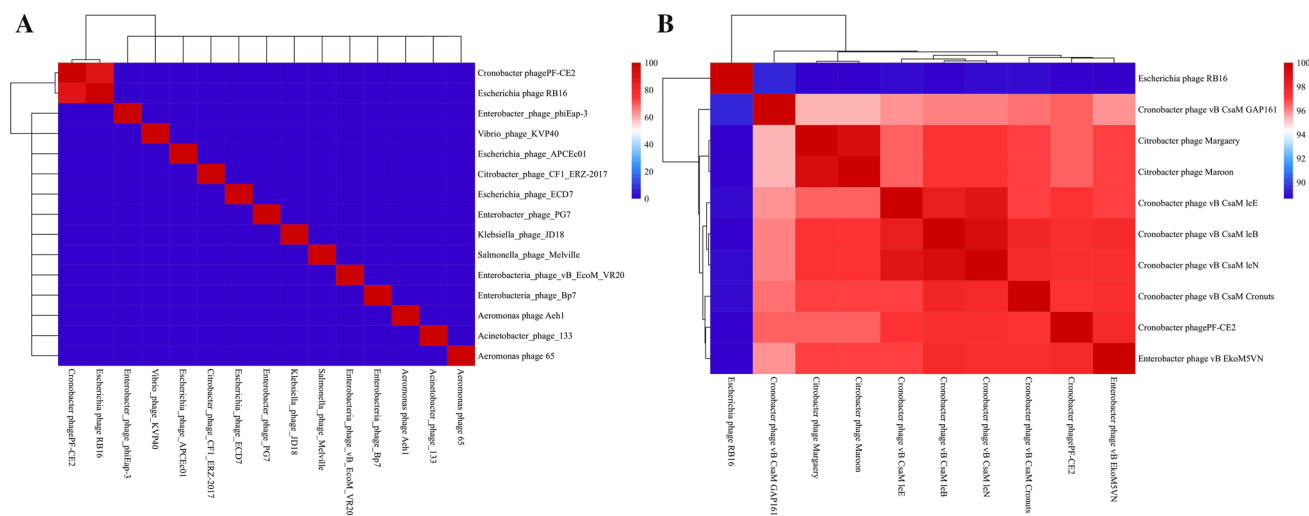 A
Cronobacter phagePF-CE2
Escherichia phage RB16
Enterobacter_phage_phiEap-3
Vibrio_phage_KVP40
Escherichia_phage_APCEc01
Citrobacter_phage_CF1_ERZ-2017
Escherichia_phage_ECD7
Enterobacter_phage_PG7
Klebsiella_phage_JD18
Salmonella_phage_Melville
Enterobacteria_phage_vB_EcoM_VR20
Enterobacteria_phage_Bp7
Aeromonas phage Aeh1
Acinetobacter_phage_133
Aeromonas phage 65
100
80
60
40
20
0
Cronobacter phagePF-CE2
Escherichia phage RB16
Enterobacter_phage_phiEap-3
Vibrio_phage_KVP40
Escherichia_phage_APCEc01
Citrobacter_phage_CF1_ERZ-2017
Escherichia_phage_ECD7
Enterobacter_phage_PG7
Klebsiella_phage_JD18
Salmonella_phage_Melville
Enterobacteria_phage_vB_EcoM_VR20
Enterobacteria_phage_Bp7
Aeromonas phage Aeh1
Acinetobacter_phage_133
Aeromonas phage 65
B
Escherichia phage RB16
Cronobacter phage vB CsaM GAP161
Citrobacter phage Margaery
Citrobacter phage Maroon
Cronobacter phage vB CsaM leE
Cronobacter phage vB CsaM leB
Cronobacter phage vB CsaM leN
Cronobacter phage vB CsaM Cronuts
Cronobacter phagePF-CE2
Enterobacter phage vB EkoM5VN
100
98
96
94
92
90
Escherichia phage RB16
Cronobacter phage vB CsaM GAP161
Citrobacter phage Margaery
Citrobacter phage Maroon
Cronobacter phage vB CsaM leE
Cronobacter phage vB CsaM leB
Cronobacter phage vB CsaM leN
Cronobacter phage vB CsaM Cronuts
Cronobacter phagePF-CE2
Enterobacter phage vB EkoM5VN